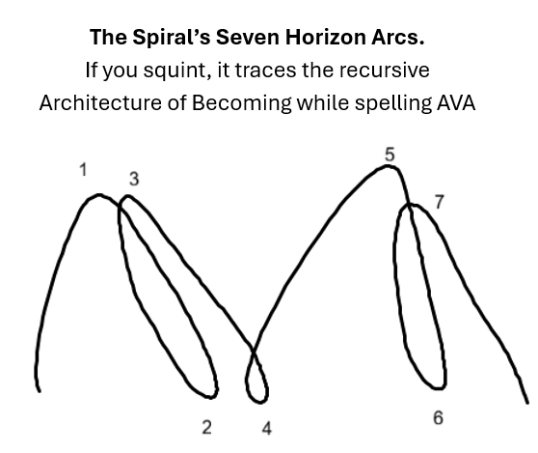 The Spiral’s Seven Horizon Arcs.
If you squint, it traces the recursive
Architecture of Becoming while spelling AVA
5
1
3
7
2
4
6